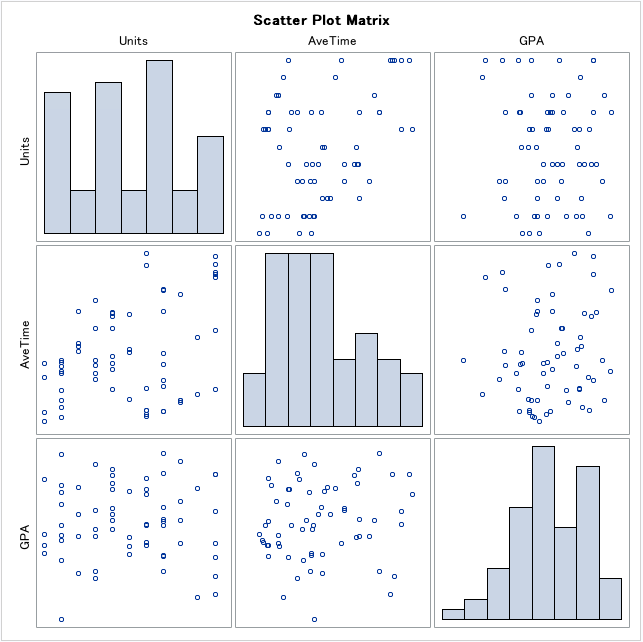 Scatter Plot Matrix
Units
AveTime
GPA
Units
AveTime
GPA